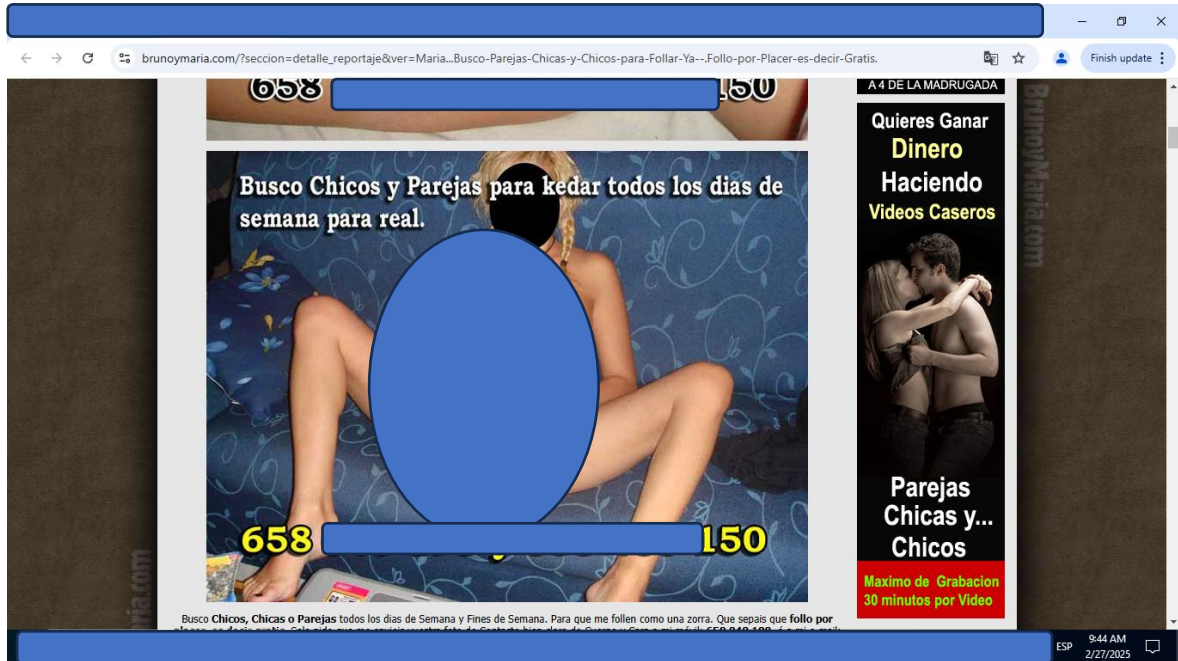 brunoymaria.com/?seccion=detalle_reportaje&ver=Maria...Busco-Parejas-Chicas-y-Chicos-para-Follar-Ya--.Follo-por-Placer-es-decir-Gratis.
Finish update
658 150
A 4 DE LA MADRUGADA
Busco Chicos y Parejas para kedar todos los dias de
semana para real.
658 150
Quieres Ganar
Dinero
Haciendo
Videos Caseros
Parejas
Chicas y...
Chicos
Maximo de Grabacion
30 minutos por Video
BrunoyMaria.com
Busco Chicos, Chicas o Parejas todos los dias de Semana y Fines de Semana. Para que me follen como una zorra. Que sepais que follo por
ESP
9:44 AM
2/27/2025